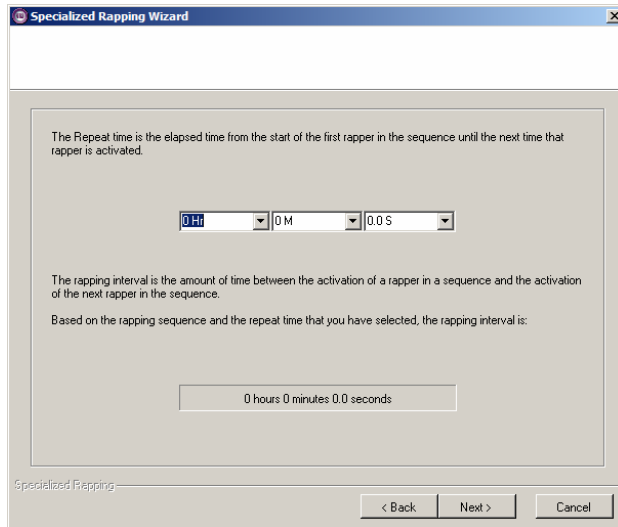 Specialized Rapping Wizard
The Repeat time is the elapsed time from the start of the first rapper in the sequence until the next time that
rapper is activated.
0 Hr 0 M 0.0 S
The rapping interval is the amount of time between the activation of a rapper in a sequence and the activation
of the next rapper in the sequence.
Based on the rapping sequence and the repeat time that you have selected, the rapping interval is:
0 hours 0 minutes 0.0 seconds
Specialized Rapping
< Back Next > Cancel